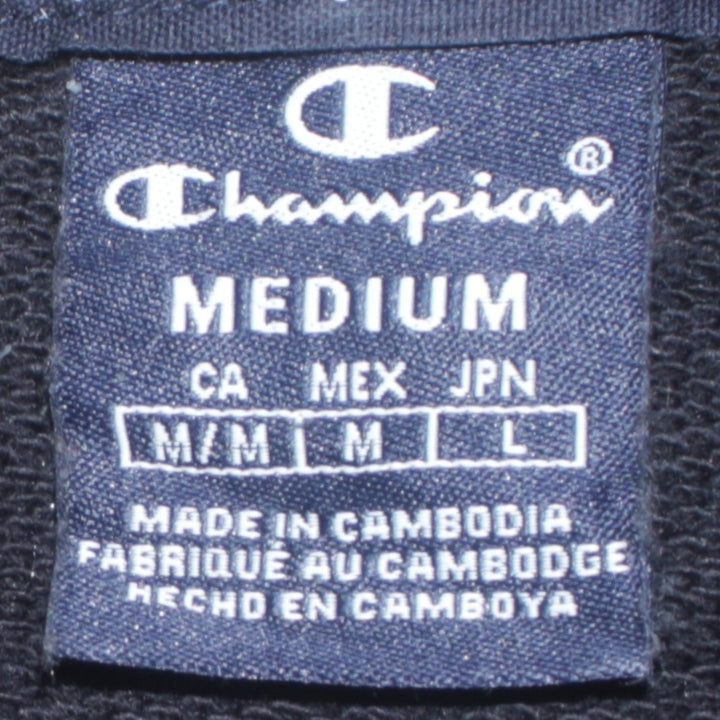 C
Champion®
MEDIUM
CA MEX JPN
M/M M L
MADE IN CAMBODIA
FABRIQUÉ AU CAMBODGE
HECHO EN CAMBOYA